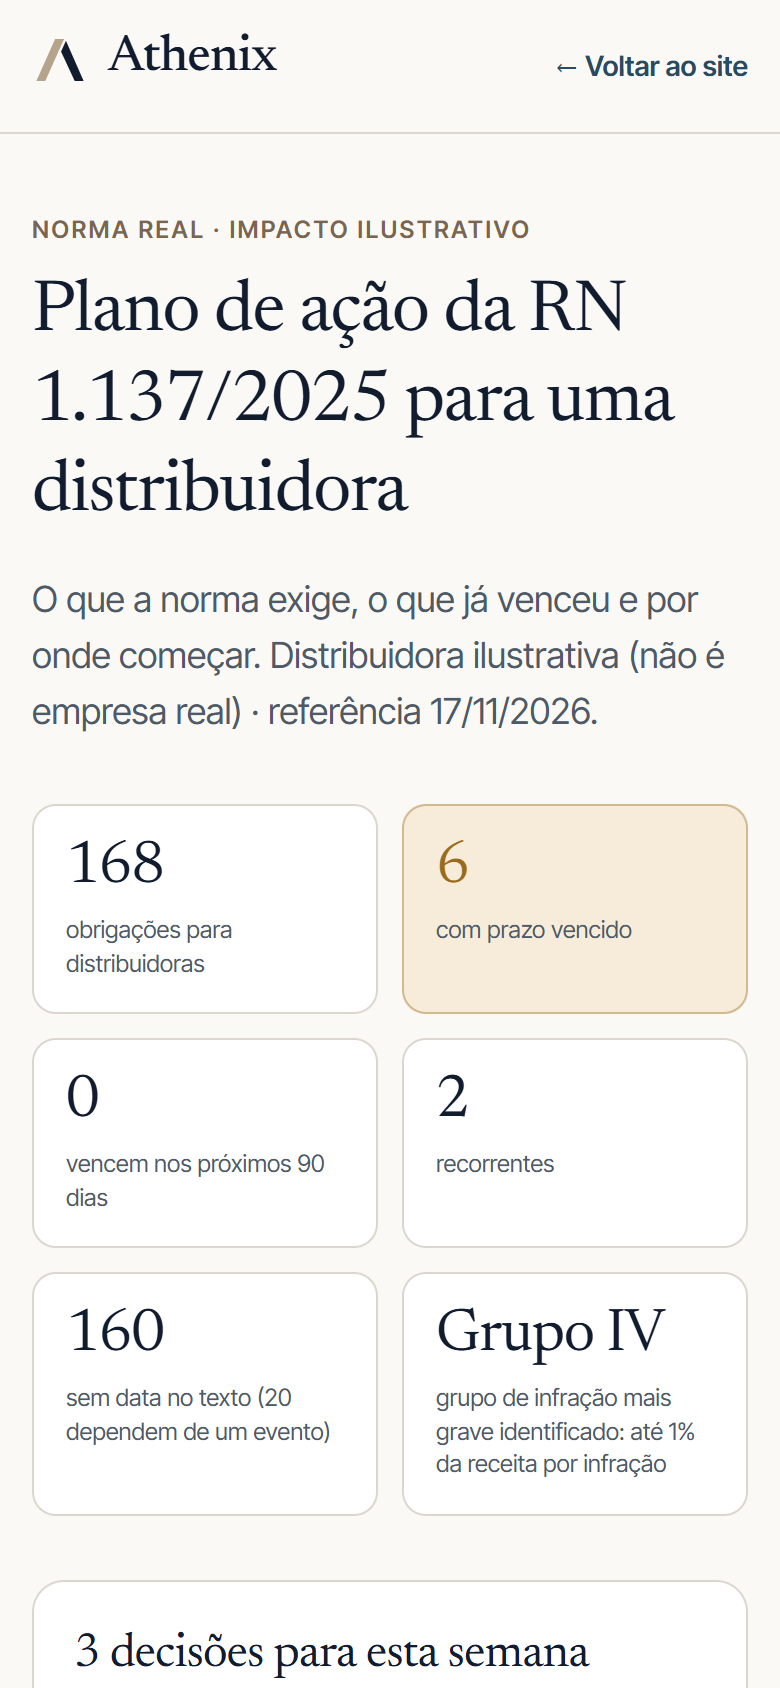 Athenix
← Voltar ao site
NORMA REAL · IMPACTO ILUSTRATIVO
Plano de ação da RN
1.137/2025 para uma
distribuidora
O que a norma exige, o que já venceu e por
onde começar. Distribuidora ilustrativa (não é
empresa real) · referência 17/11/2026.
168
obrigações para
distribuidoras
6
com prazo vencido
0
vencem nos próximos 90
dias
2
recorrentes
160
sem data no texto (20
dependem de um evento)
Grupo IV
grupo de infração mais
grave identificado: até 1%
da receita por infração
3 decisões para esta semana